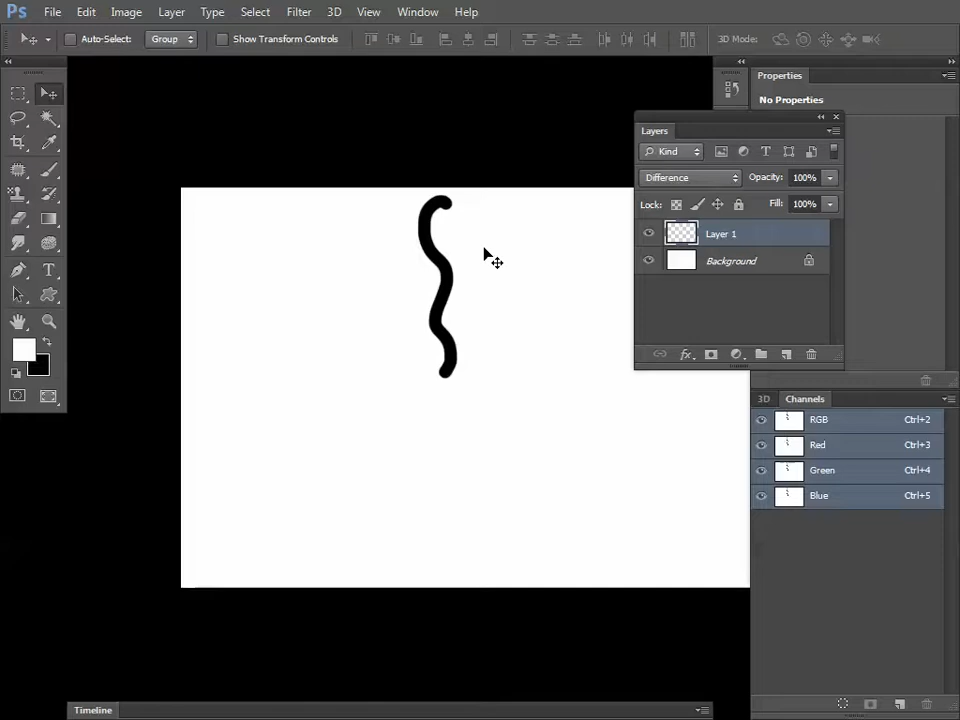 Ps File Edit Image Layer Type Select Filter 3D View Window Help
Auto-Select: Group Show Transform Controls 3D Mode:
Properties
No Properties
Layers
Kind
Difference Opacity: 100%
Lock: Fill: 100%
Layer 1
Background
fx
3D Channels
RGB Ctrl+2
Red Ctrl+3
Green Ctrl+4
Blue Ctrl+5
Timeline